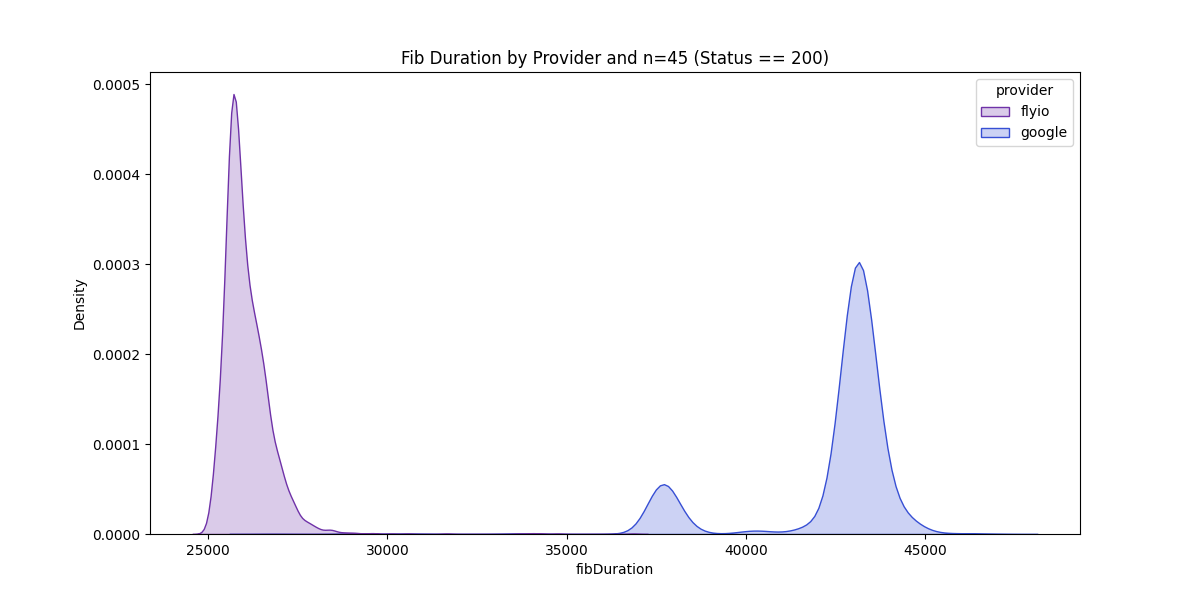 Fib Duration by Provider and n=45 (Status == 200)
provider
flyio
google
0.0005
0.0004
0.0003
0.0002
0.0001
0.0000
Density
25000 30000 35000 40000 45000
fibDuration